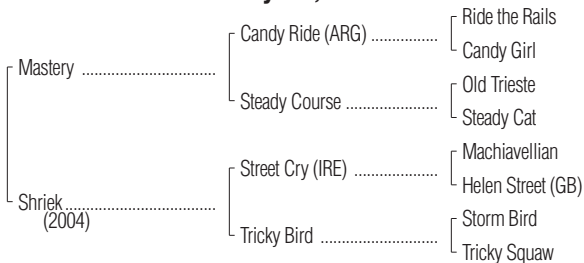 Ride the Rails
Candy Ride (ARG) ................
Candy Girl
Mastery ................................
Old Trieste
Steady Course ......................
Steady Cat
Machiavellian
Street Cry (IRE) ....................
Helen Street (GB)
Shriek....................................
(2004)
Storm Bird
Tricky Bird ............................
Tricky Squaw